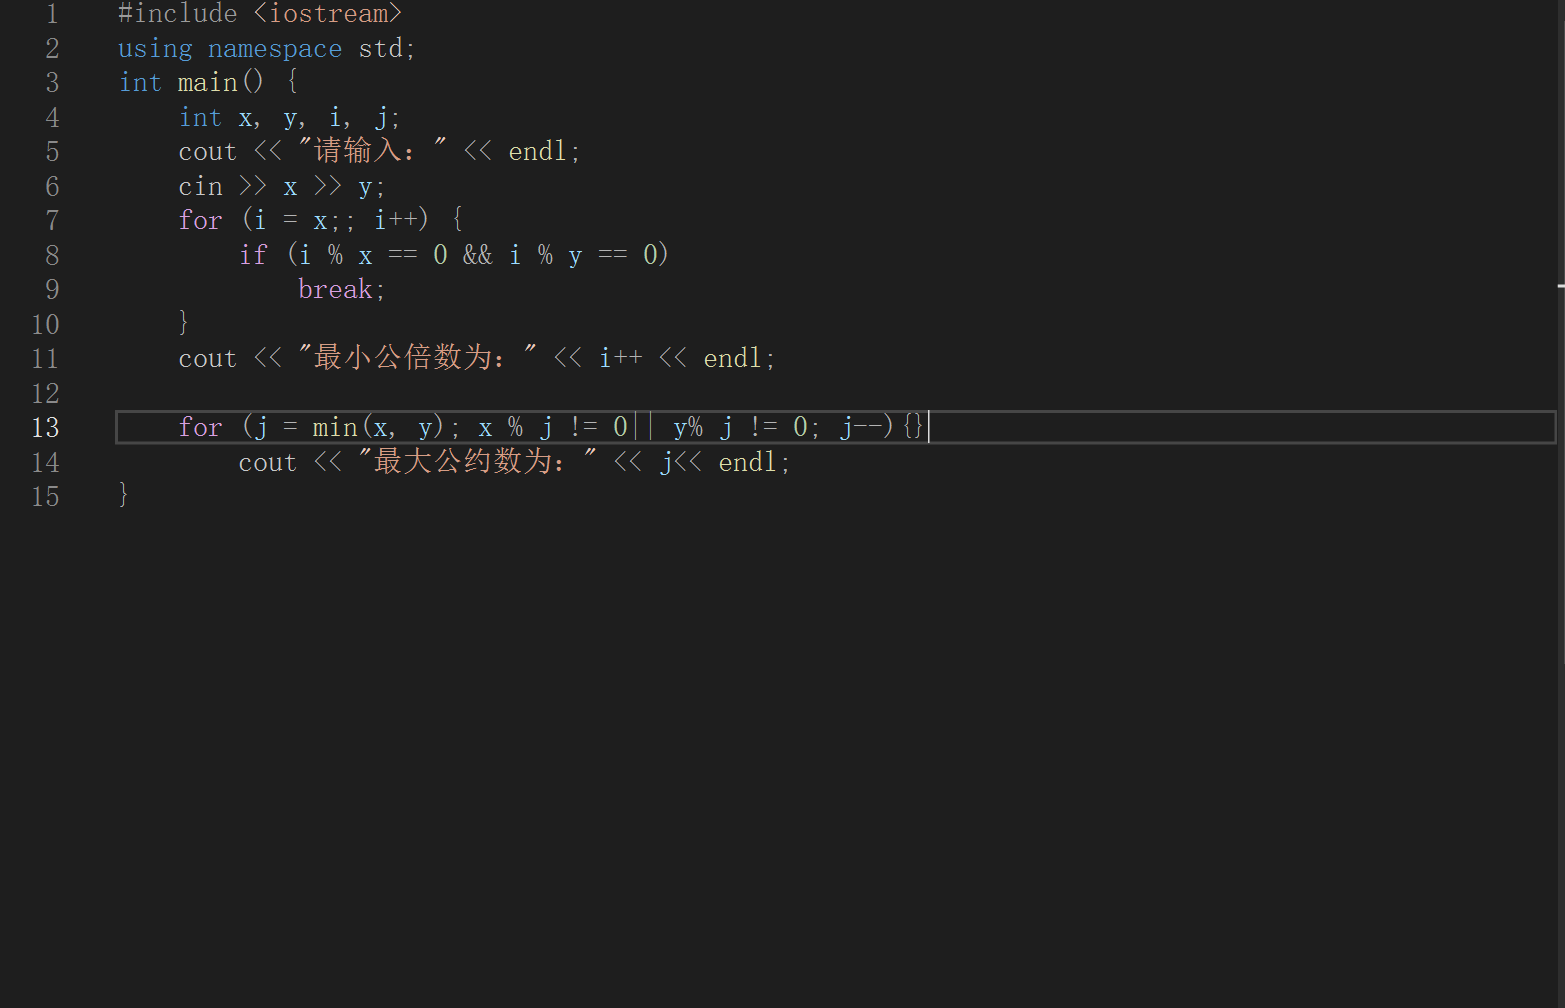 1 #include <iostream>
2 using namespace std;
3 int main() {
4     int x, y, i, j;
5     cout << "请输入：" << endl;
6     cin >> x >> y;
7     for (i = x;; i++) {
8         if (i % x == 0 && i % y == 0)
9             break;
10     }
11     cout << "最小公倍数为：" << i++ << endl;
12
13     for (j = min(x, y); x % j != 0|| y% j != 0; j--){}
14         cout << "最大公约数为：" << j<< endl;
15 }